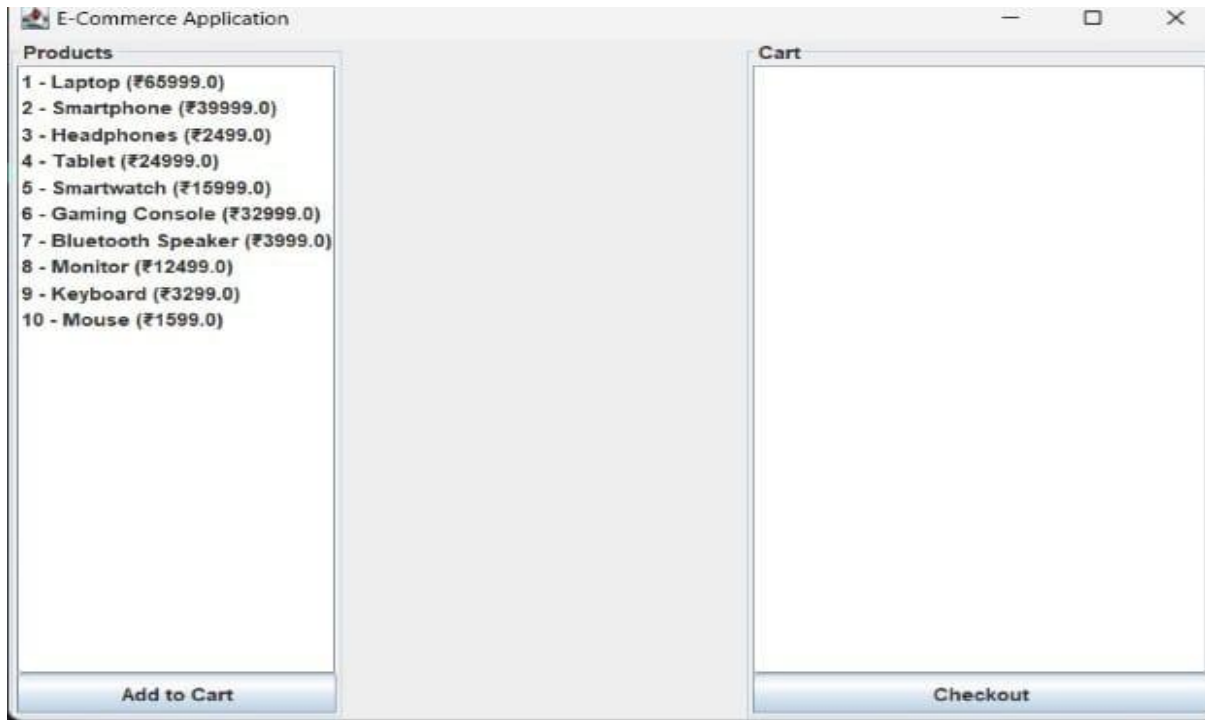 E-Commerce Application
Products
1 - Laptop (₹65999.0)
2 - Smartphone (₹39999.0)
3 - Headphones (₹2499.0)
4 - Tablet (₹24999.0)
5 - Smartwatch (₹15999.0)
6 - Gaming Console (₹32999.0)
7 - Bluetooth Speaker (₹3999.0)
8 - Monitor (₹12499.0)
9 - Keyboard (₹3299.0)
10 - Mouse (₹1599.0)
Add to Cart
Cart
Checkout